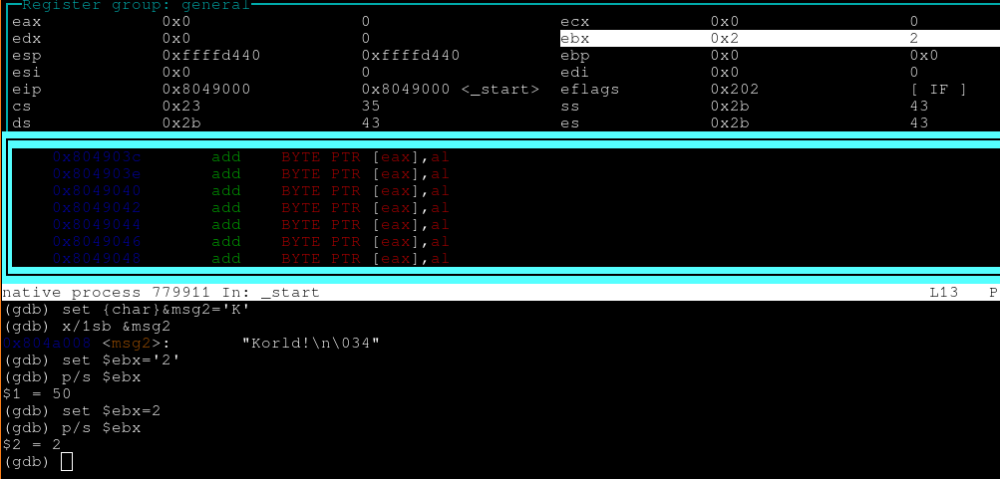 Register group: general
eax 0x0 0 ecx 0x0 0
edx 0x0 0 ebx 0x2 2
esp 0xffffd440 0xffffd440 ebp 0x0 0x0
esi 0x0 0 edi 0x0 0
eip 0x8049000 0x8049000 <_start> eflags 0x202 [ IF ]
cs 0x23 35 ss 0x2b 43
ds 0x2b 43 es 0x2b 43
0x804903c add BYTE PTR [eax],al
0x804903e add BYTE PTR [eax],al
0x8049040 add BYTE PTR [eax],al
0x8049042 add BYTE PTR [eax],al
0x8049044 add BYTE PTR [eax],al
0x8049046 add BYTE PTR [eax],al
0x8049048 add BYTE PTR [eax],al
native process 779911 In: _start L13 P
(gdb) set {char}&msg2='K'
(gdb) x/1sb &msg2
0x804a008 <msg2>: "Korld!\n\034"
(gdb) set $ebx='2'
(gdb) p/s $ebx
$1 = 50
(gdb) set $ebx=2
(gdb) p/s $ebx
$2 = 2
(gdb)